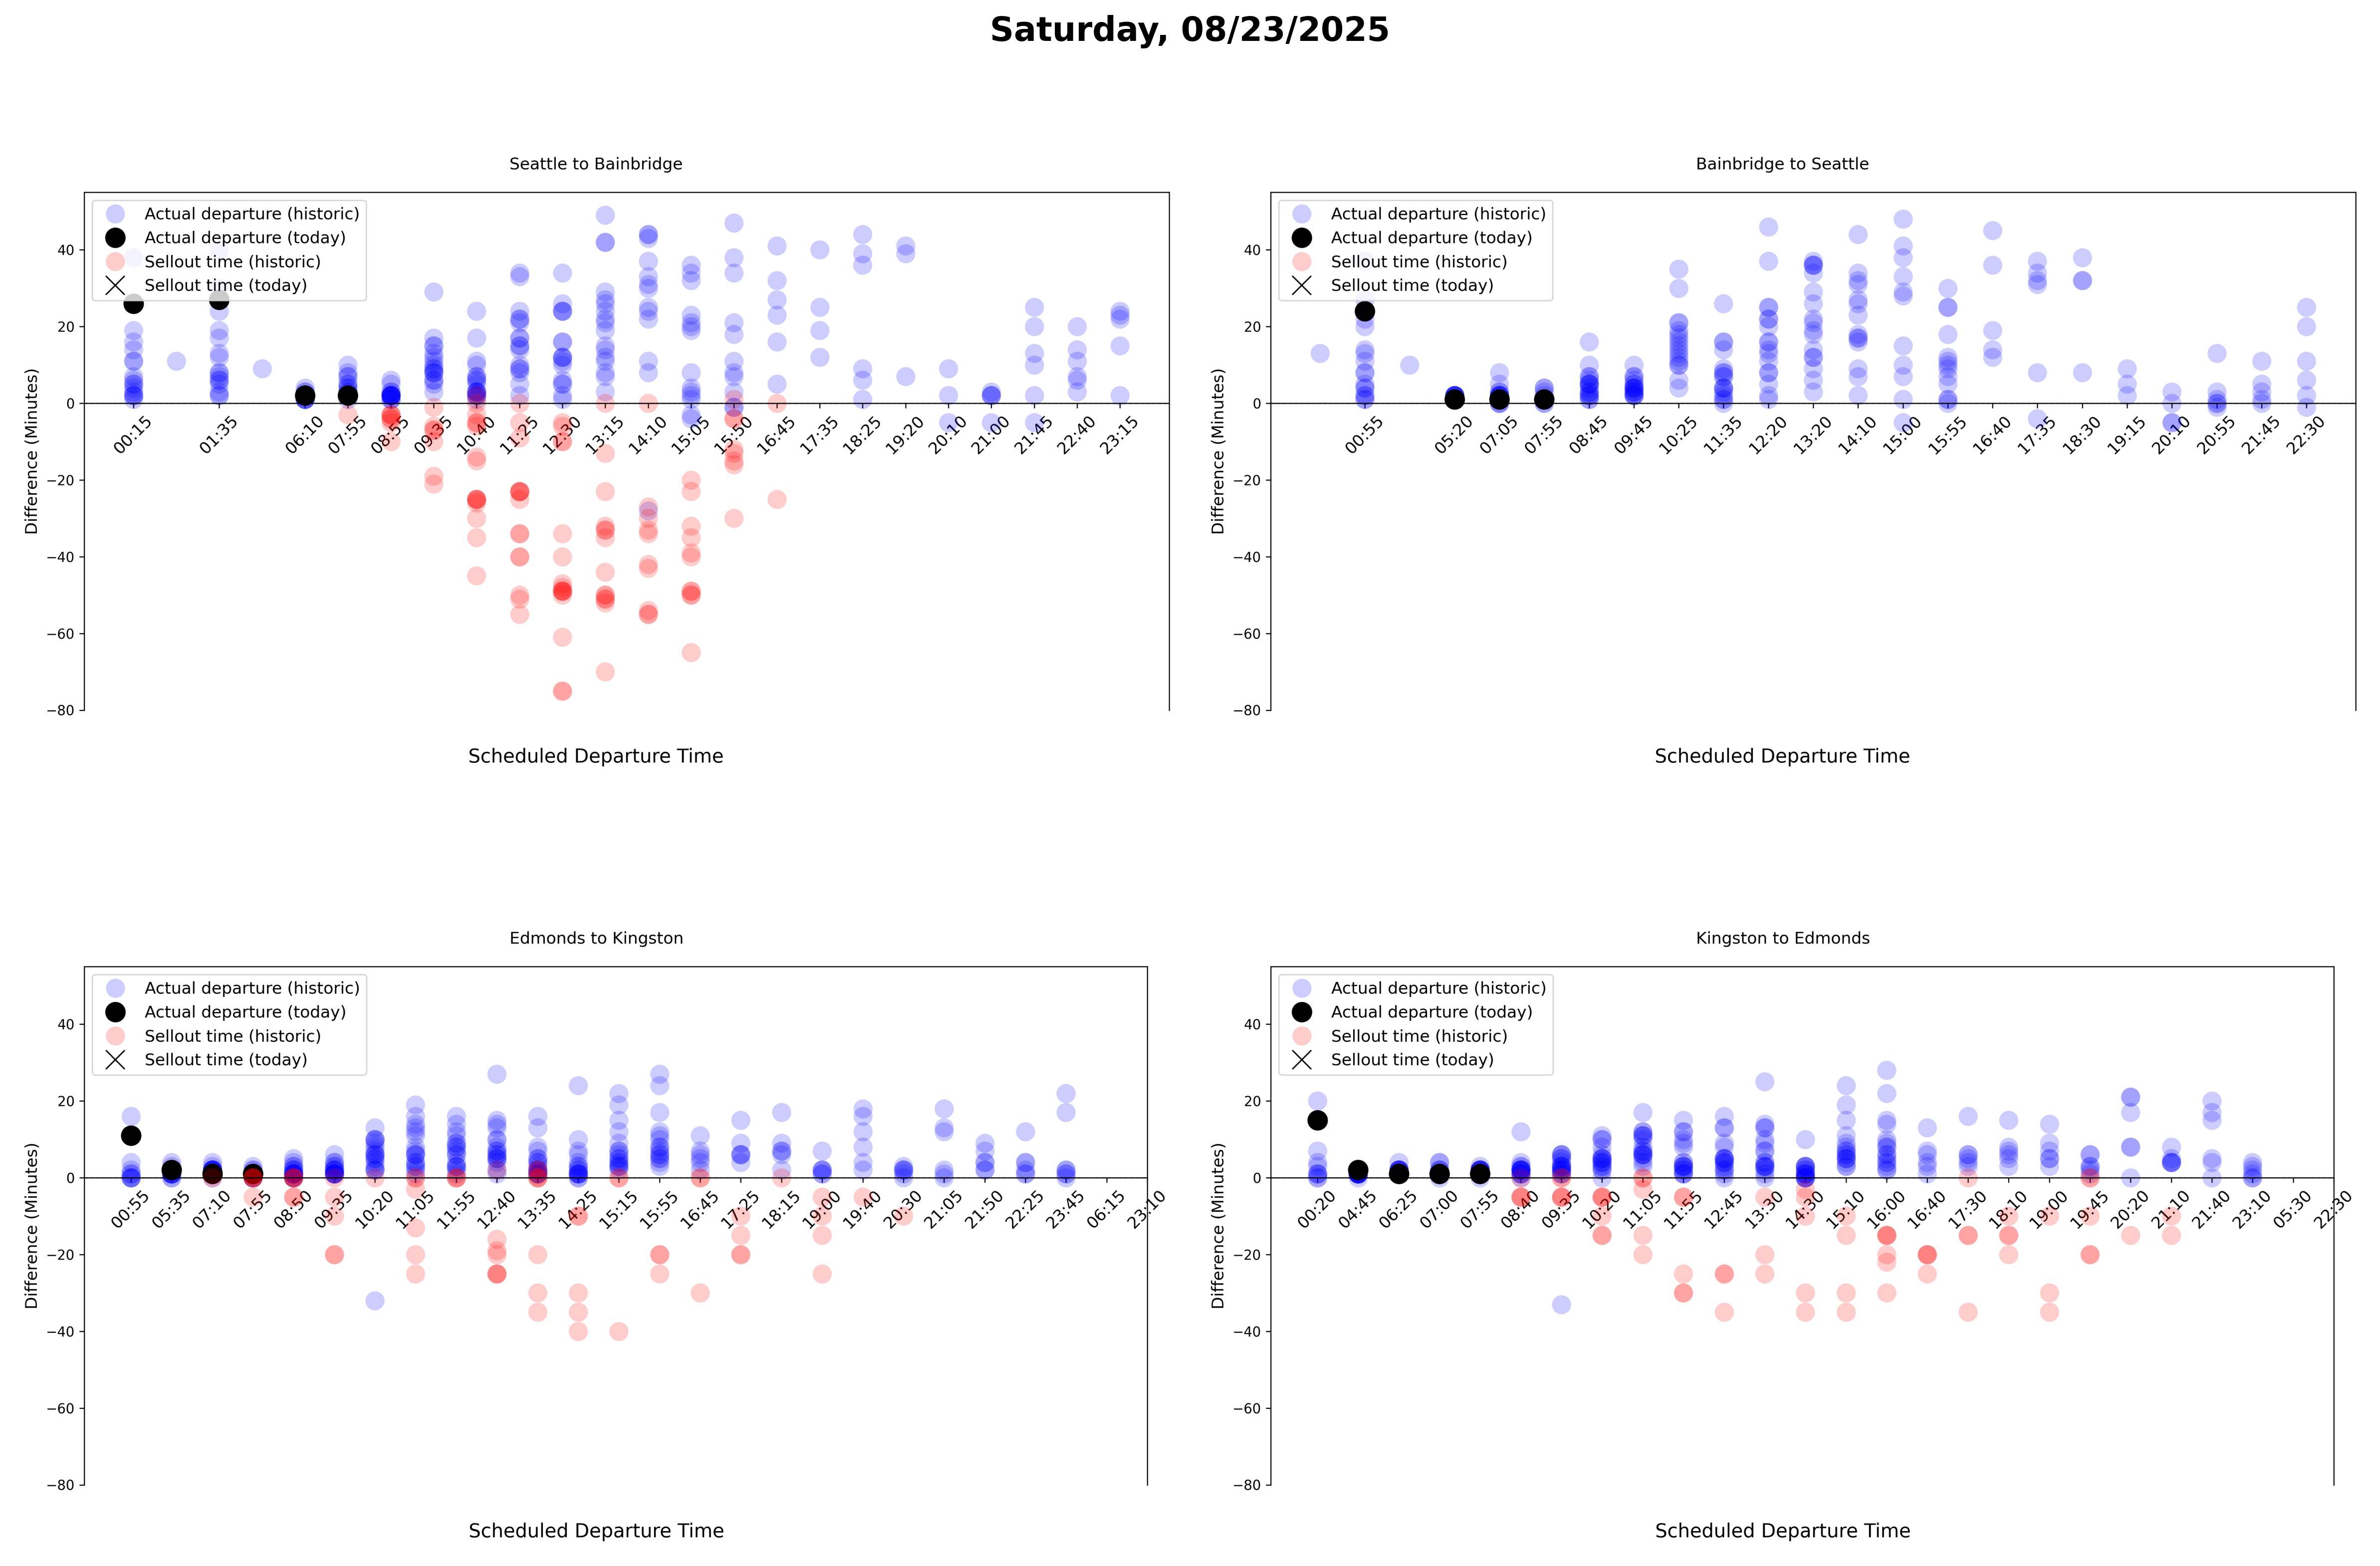 Saturday, 08/23/2025
Seattle to Bainbridge
Actual departure (historic)
Actual departure (today)
Sellout time (historic)
Sellout time (today)
Difference (Minutes)
40
20
0
−20
−40
−60
−80
00:15 01:35 06:10 07:55 08:55 09:35 10:40 11:25 12:30 13:15 14:10 15:05 15:50 16:45 17:35 18:25 19:20 20:10 21:00 21:45 22:40 23:15
Scheduled Departure Time
Bainbridge to Seattle
Actual departure (historic)
Actual departure (today)
Sellout time (historic)
Sellout time (today)
Difference (Minutes)
40
20
0
−20
−40
−60
−80
00:55 05:20 07:05 07:55 08:45 09:45 10:25 11:35 12:20 13:20 14:10 15:00 15:55 16:40 17:35 18:30 19:15 20:10 20:55 21:45 22:30
Scheduled Departure Time
Edmonds to Kingston
Actual departure (historic)
Actual departure (today)
Sellout time (historic)
Sellout time (today)
Difference (Minutes)
40
20
0
−20
−40
−60
−80
00:55 05:35 07:10 07:55 08:50 09:35 10:20 11:05 11:55 12:40 13:35 14:25 15:15 15:55 16:45 17:25 18:15 19:00 19:40 20:30 21:05 21:50 22:25 23:45 06:15 23:10
Scheduled Departure Time
Kingston to Edmonds
Actual departure (historic)
Actual departure (today)
Sellout time (historic)
Sellout time (today)
Difference (Minutes)
40
20
0
−20
−40
−60
−80
00:20 04:45 06:25 07:00 07:55 08:40 09:35 10:20 11:05 11:55 12:45 13:30 14:30 15:10 16:00 16:40 17:30 18:10 19:00 19:45 20:20 21:10 21:40 23:10 05:30 22:30
Scheduled Departure Time